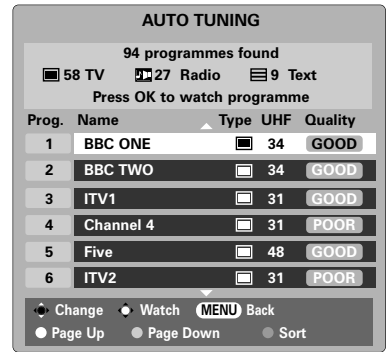 AUTO TUNING
94 programmes found
58 TV 27 Radio 9 Text
Press OK to watch programme
Prog. Name Type UHF Quality
1 BBC ONE 34 GOOD
2 BBC TWO 34 GOOD
3 ITV1 31 GOOD
4 Channel 4 31 POOR
5 Five 48 GOOD
6 ITV2 31 POOR
Change Watch MENU Back
Page Up Page Down Sort